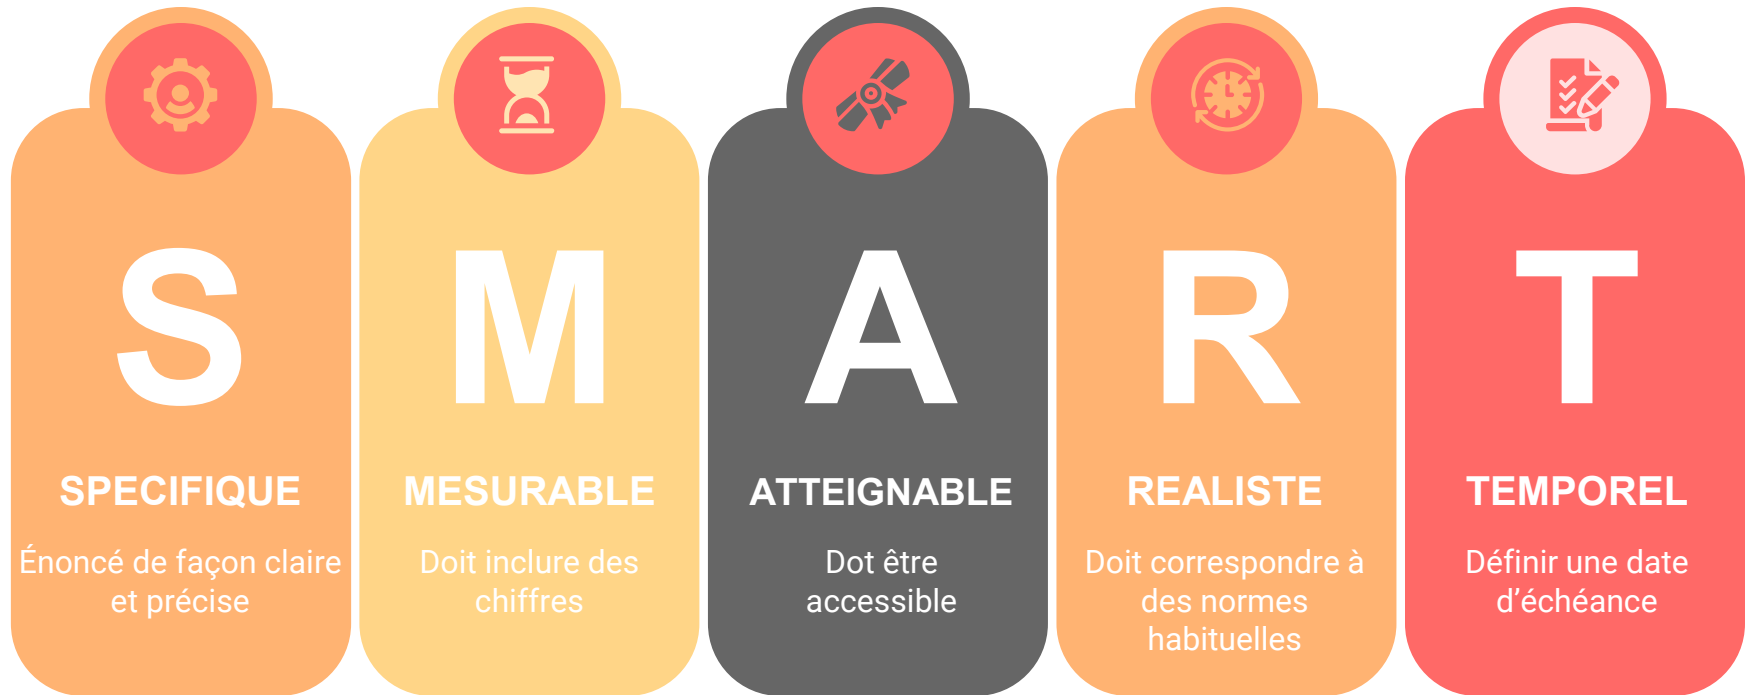 S
SPECIFIQUE
Énoncé de façon claire
et précise
M
MESURABLE
Doit inclure des
chiffres
A
ATTEIGNABLE
Dot être
accessible
R
REALISTE
Doit correspondre à
des normes
habituelles
T
TEMPOREL
Définir une date
d’échéance